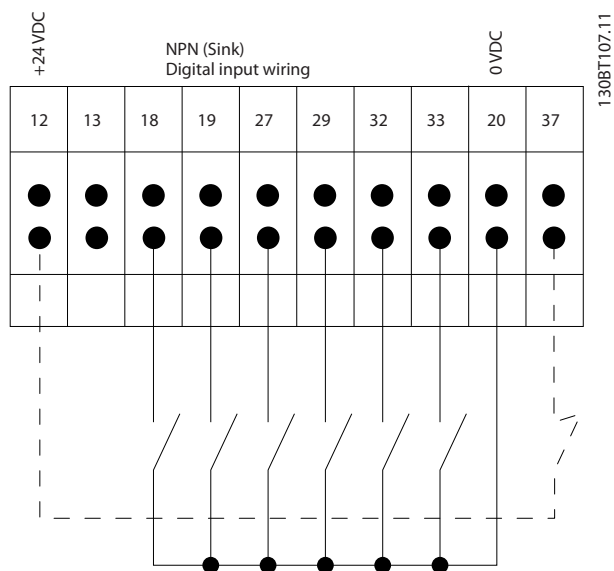 +24 VDC
NPN (Sink)
Digital input wiring
0 VDC
130BT107.11
12 13 18 19 27 29 32 33 20 37